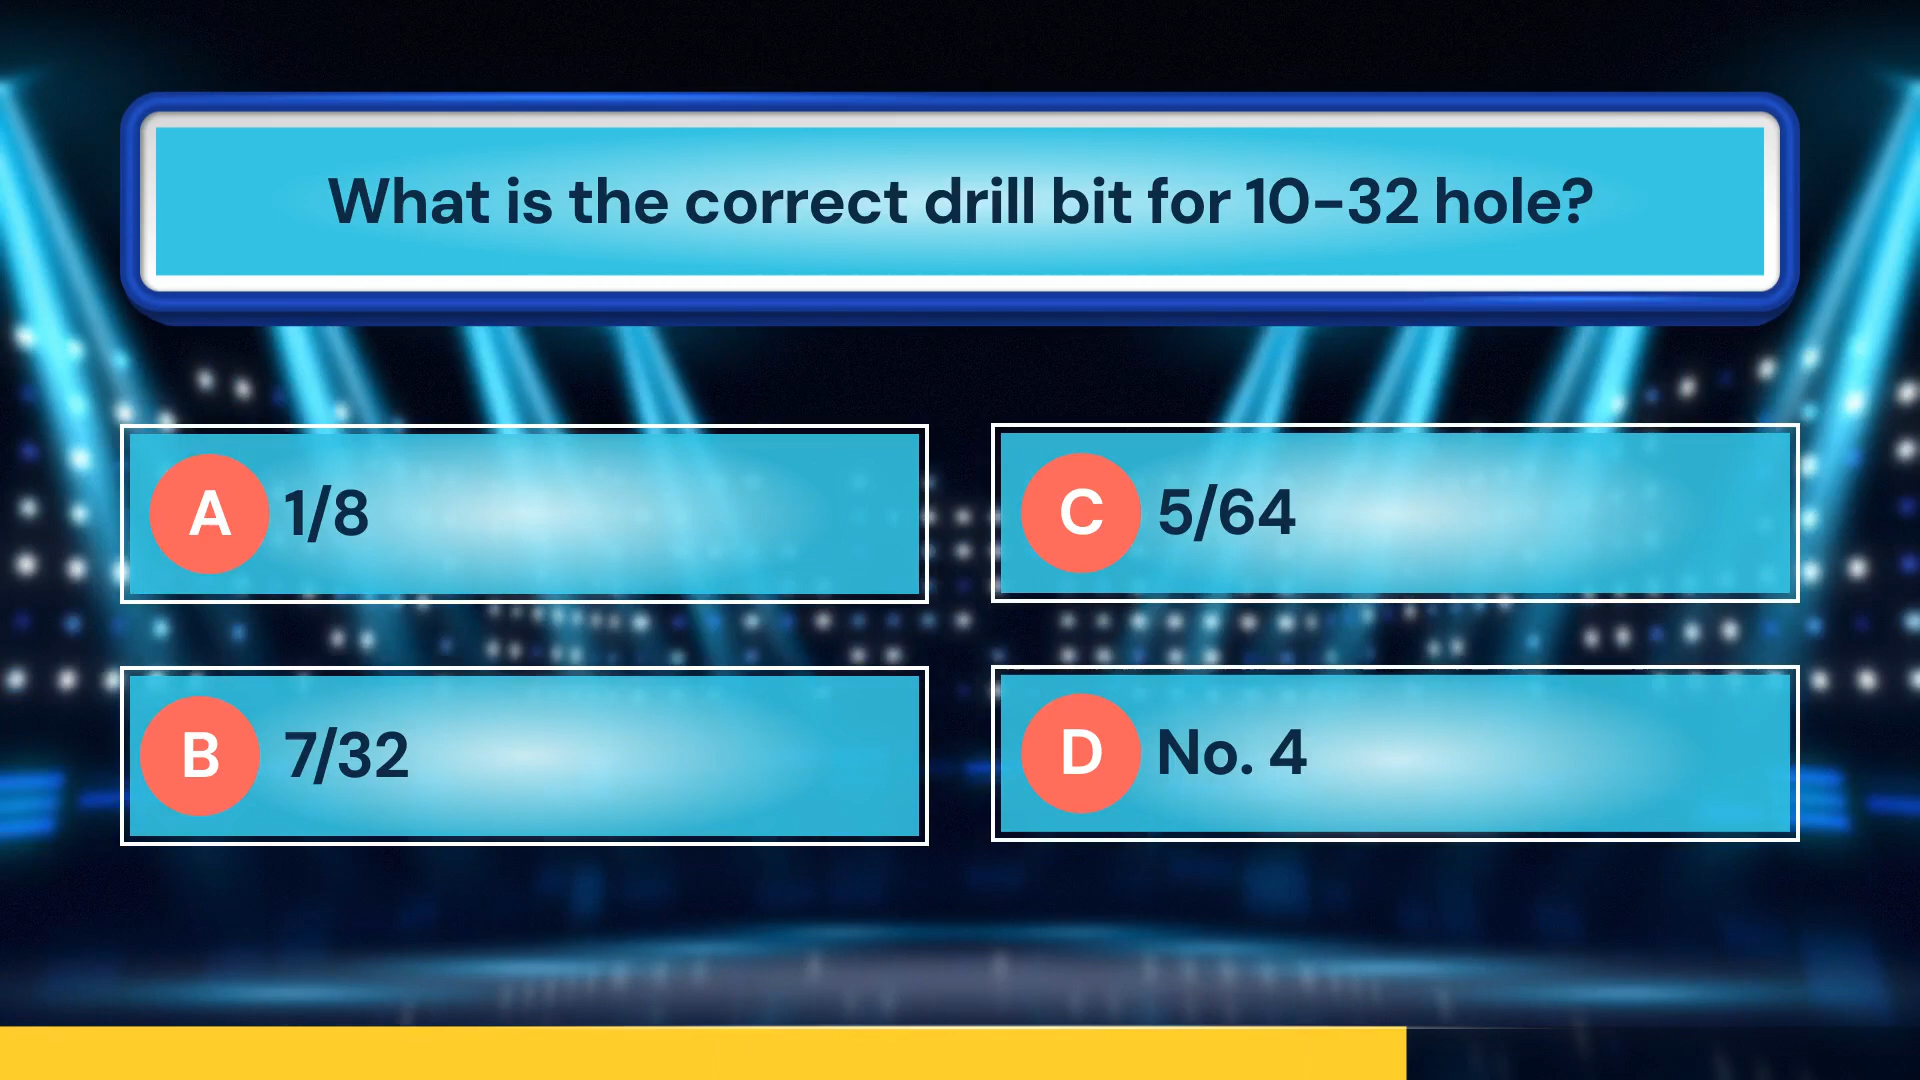 What is the correct drill bit for 10-32 hole?
A 1/8
B 7/32
C 5/64
D No. 4